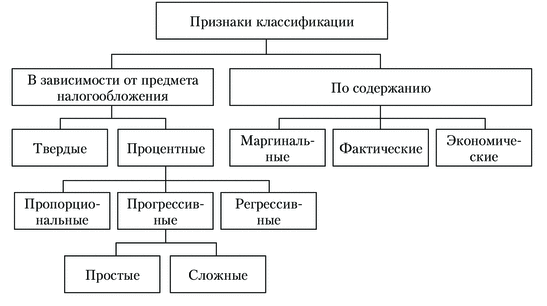 Признаки классификации
В зависимости от предмета
налогообложения
По содержанию
Твердые
Процентные
Маргиналь-
ные
Фактические
Экономиче-
ские
Пропорцио-
нальные
Прогрессив-
ные
Регрессив-
ные
Простые
Сложные